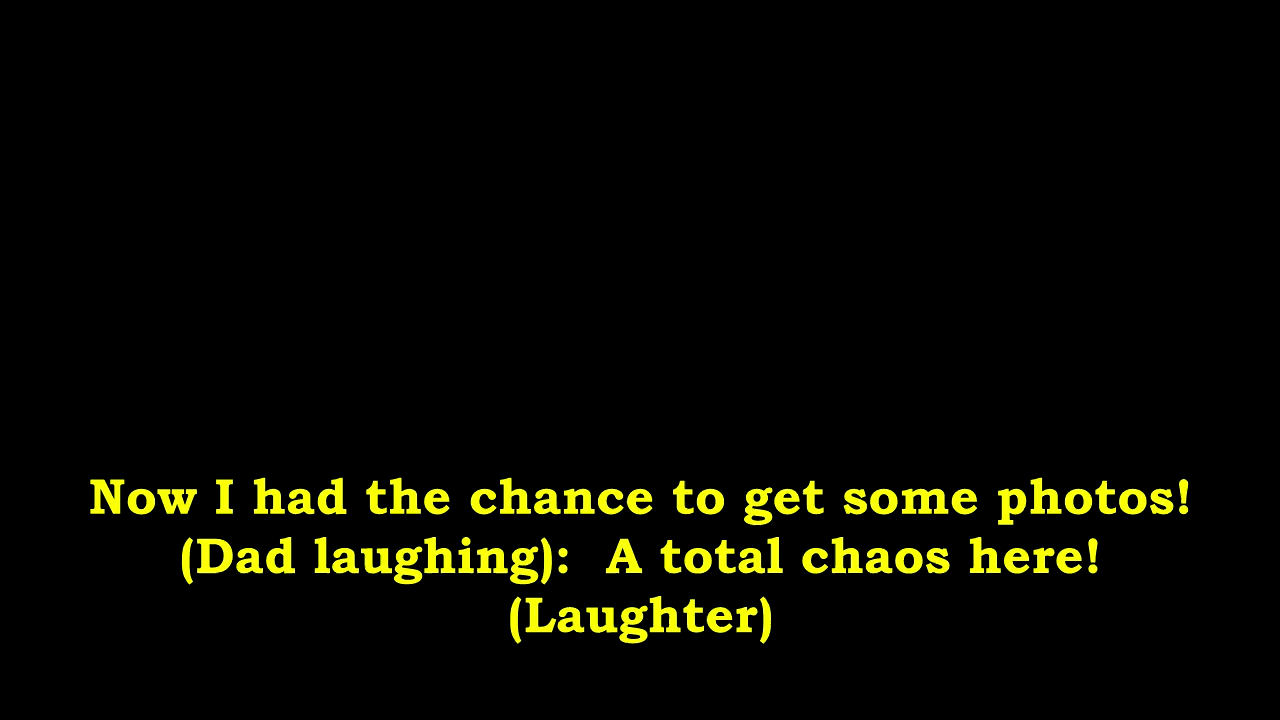 Now I had the chance to get some photos!
(Dad laughing):  A total chaos here!
(Laughter)